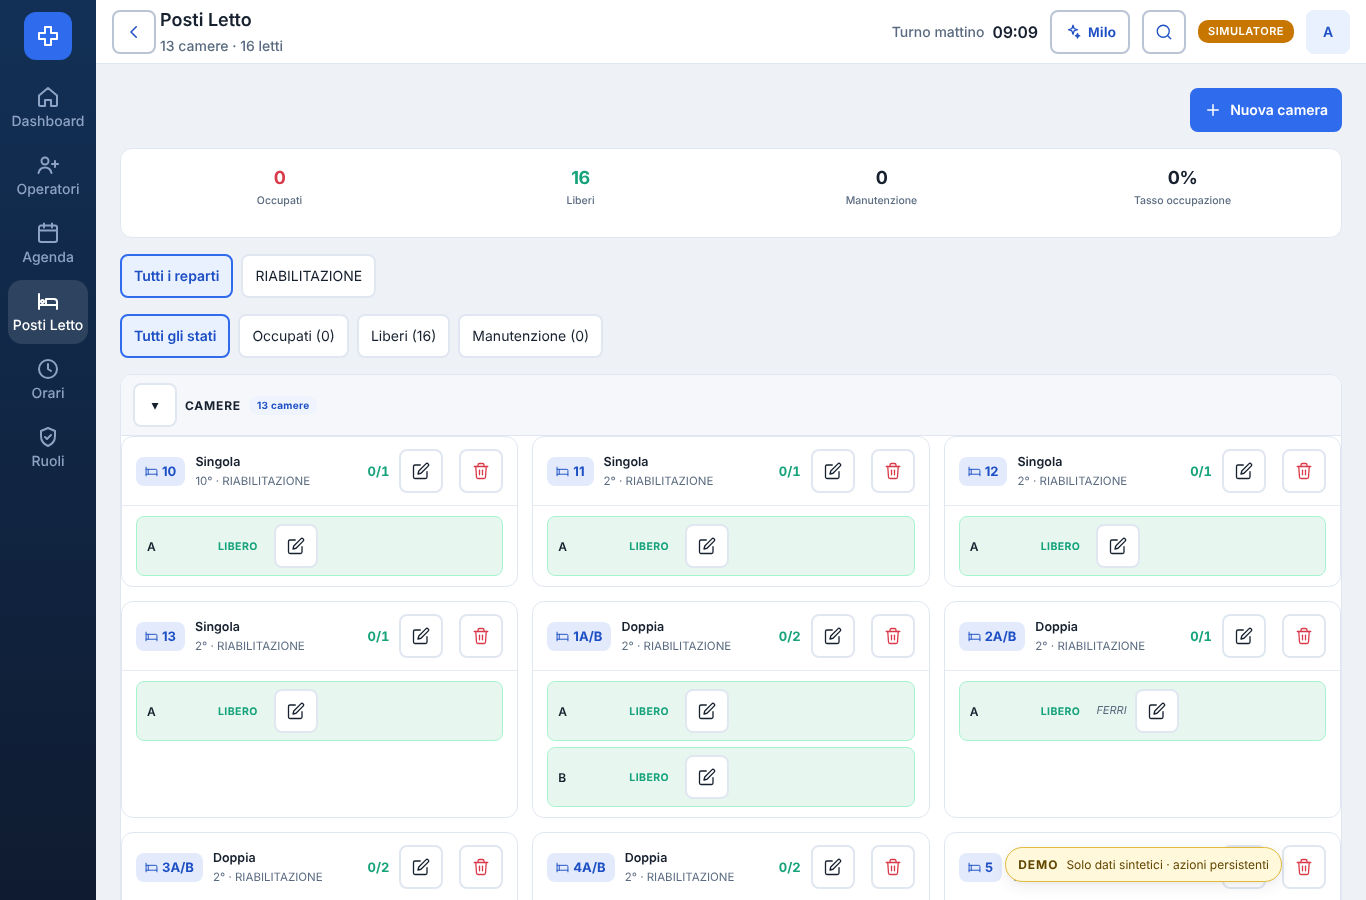 Posti Letto
13 camere · 16 letti
Turno mattino 09:09
Milo
SIMULATORE
A
Dashboard
Operatori
Agenda
Posti Letto
Orari
Ruoli
Nuova camera
0
Occupati
16
Liberi
0
Manutenzione
0%
Tasso occupazione
Tutti i reparti
RIABILITAZIONE
Tutti gli stati
Occupati (0)
Liberi (16)
Manutenzione (0)
CAMERE 13 camere
10
Singola
10° · RIABILITAZIONE
0/1
A LIBERO
11
Singola
2° · RIABILITAZIONE
0/1
A LIBERO
12
Singola
2° · RIABILITAZIONE
0/1
A LIBERO
13
Singola
2° · RIABILITAZIONE
0/1
A LIBERO
1A/B
Doppia
2° · RIABILITAZIONE
0/2
A LIBERO
B LIBERO
2A/B
Doppia
2° · RIABILITAZIONE
0/1
A LIBERO FERRI
3A/B
Doppia
2° · RIABILITAZIONE
0/2
4A/B
Doppia
2° · RIABILITAZIONE
0/2
5
DEMO Solo dati sintetici · azioni persistenti